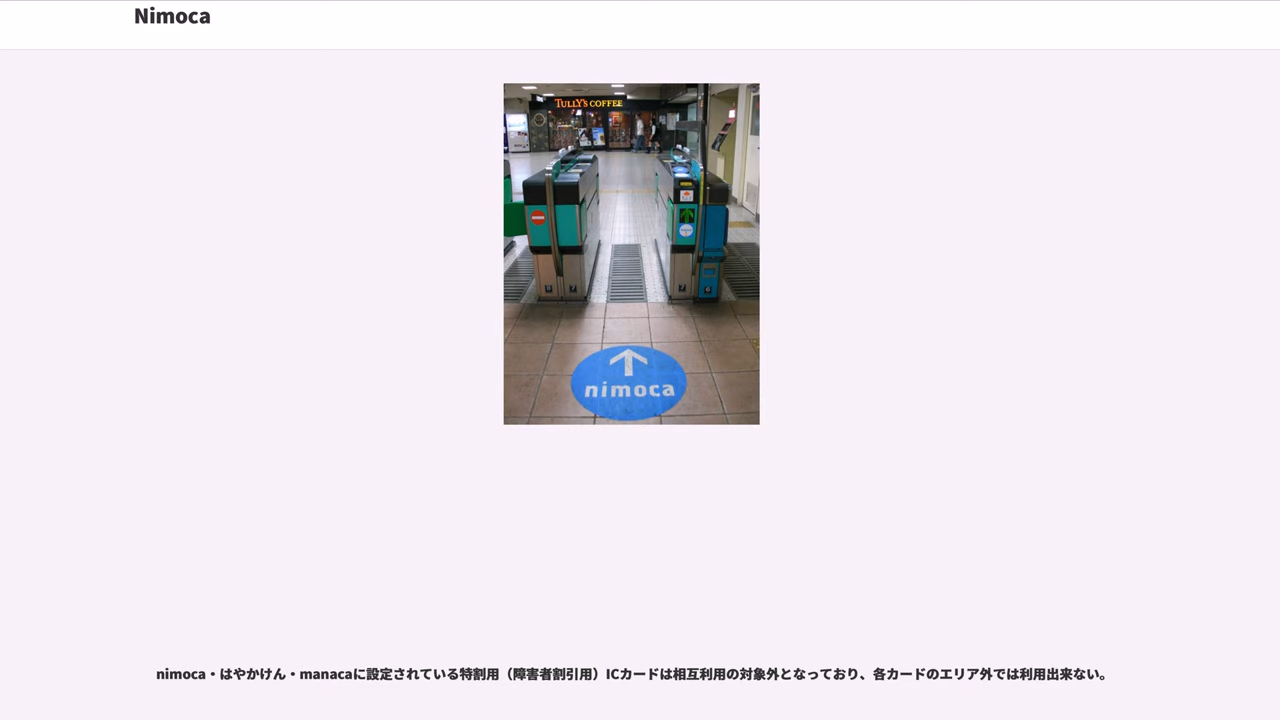 Nimoca
TULLY'S COFFEE
nimoca
nimoca・はやかけん・manacaに設定されている特割用（障害者割引用）ICカードは相互利用の対象外となっており、各カードのエリア外では利用出来ない。